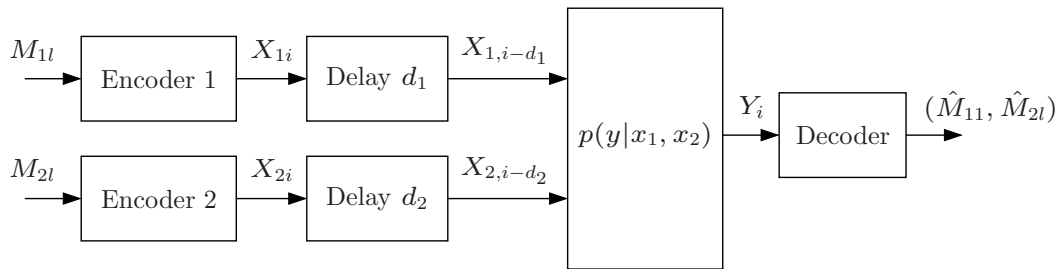 M_{1l}
Encoder 1
X_{1i}
Delay d_1
X_{1,i-d_1}
p(y|x_1, x_2)
Y_i
Decoder
(\hat{M}_{11}, \hat{M}_{2l})
M_{2l}
Encoder 2
X_{2i}
Delay d_2
X_{2,i-d_2}